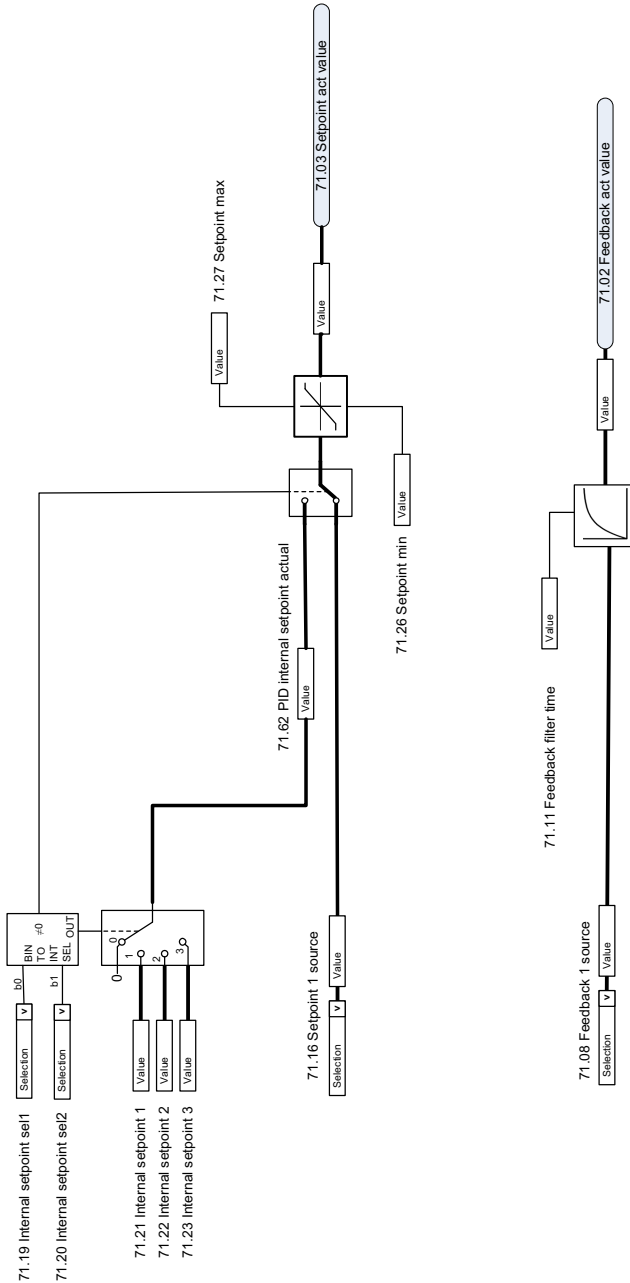 71.19 Internal setpoint sel1
Selection
v
b0
71.20 Internal setpoint sel2
Selection
v
b1
BIN
TO
INT
SEL
≠0
OUT
0
0
71.21 Internal setpoint 1
Value
1
71.22 Internal setpoint 2
Value
2
71.23 Internal setpoint 3
Value
3
71.62 PID internal setpoint actual
Value
71.16 Setpoint 1 source
Selection
v
Value
71.27 Setpoint max
Value
71.26 Setpoint min
Value
Value
71.03 Setpoint act value
71.11 Feedback filter time
Value
71.08 Feedback 1 source
Selection
v
Value
Value
71.02 Feedback act value